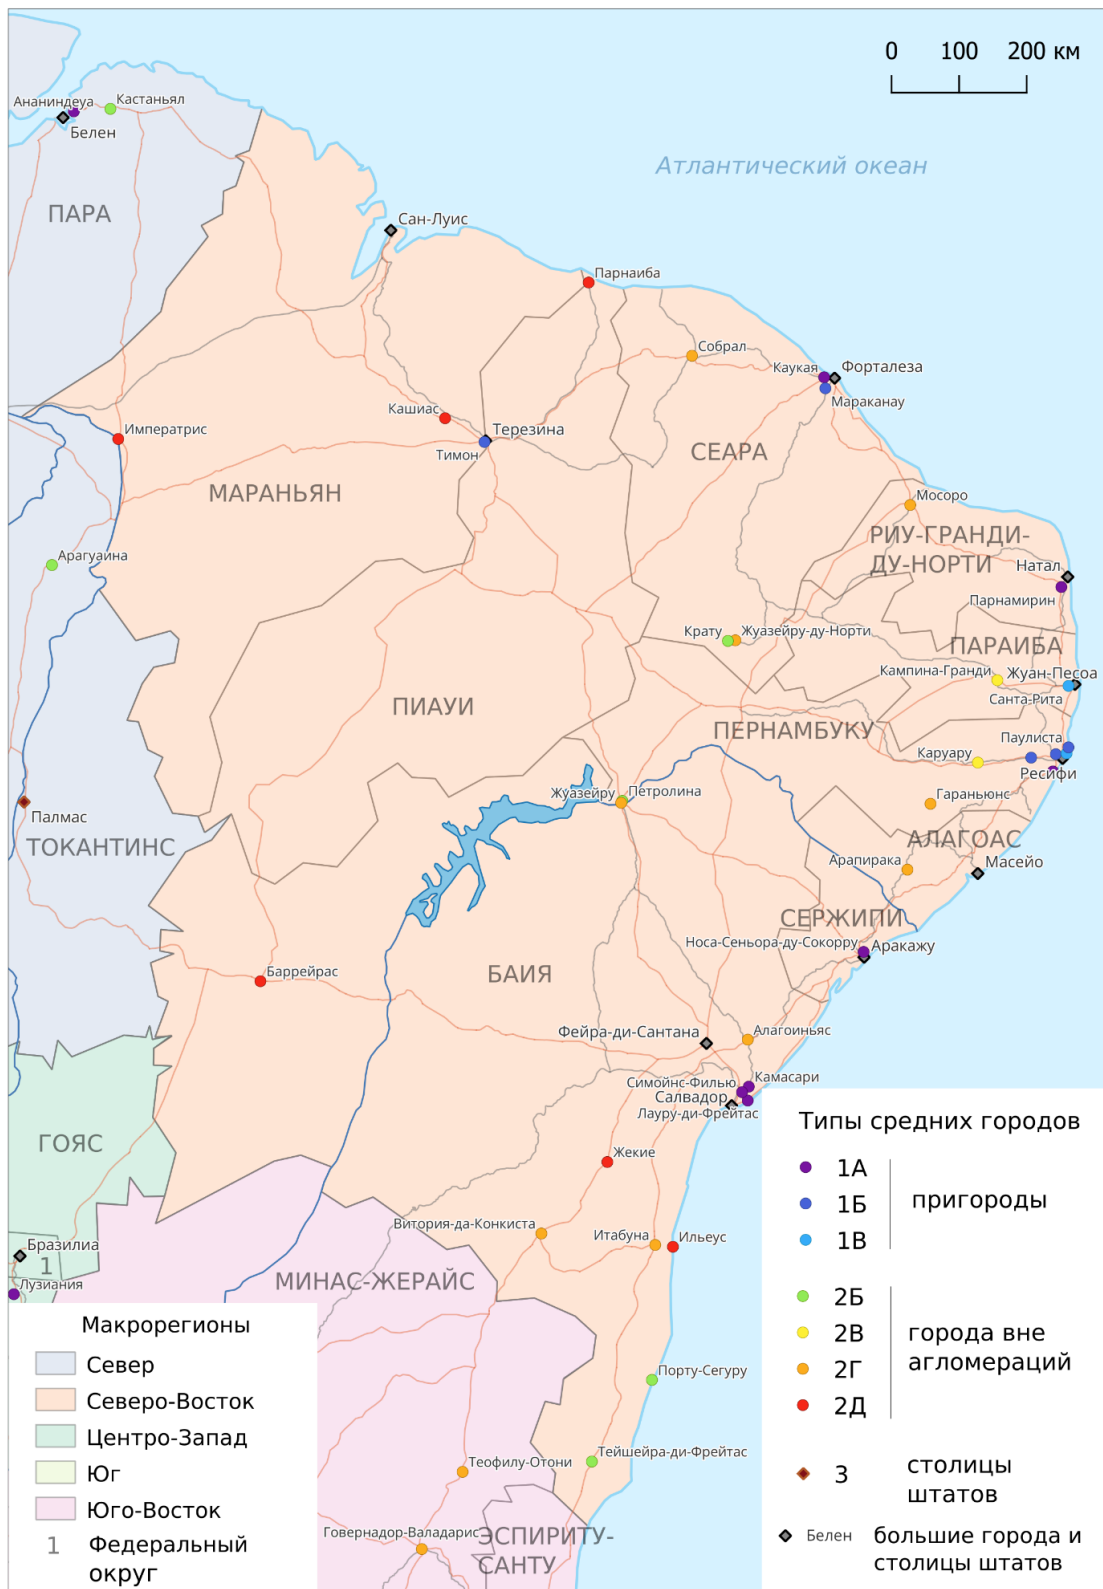 0 100 200 км
Ананиндеуа
Кастаньял
Белен
Атлантический океан
ПАРА
Сан-Луис
Парнаиба
Собрал
Каукая
Форталеза
Мараканау
Кашиас
Императрис
Терезина
Тимон
СЕАРА
МАРАНЬЯН
Мосоро
РИУ-ГРАНДИ-
ДУ-НОРТИ
Арагуаина
Натал
Парнамирин
Крату
Жуазейру-ду-Норти
ПАРАИБА
Кампина-Гранди
Жуан-Песоа
Санта-Рита
ПИАУИ
ПЕРНАМБУКУ
Паулиста
Каруару
Ресифи
Жуазейру
Петролина
Гараньюнс
Палмас
ТОКАНТИНС
АЛАГОАС
Арапирака
Масейо
СЕРЖИПИ
Носа-Сеньора-ду-Сокорру
Аракажу
Баррейрас
БАИЯ
Фейра-ди-Сантана
Алагоиньяс
Симойнс-Филью
Камасари
Салвадор
Лауру-ди-Фрейтас
ГОЯС
Жекие
Витория-да-Конкиста
Итабуна
Ильеус
Бразилиа
1
Лузиания
МИНАС-ЖЕРАЙС
Порту-Сегуру
Тейшейра-ди-Фрейтас
Теофилу-Отони
Говернадор-Валадарис
ЭСПИРИТУ-
САНТУ
Макрорегионы
Север
Северо-Восток
Центро-Запад
Юг
Юго-Восток
1 Федеральный
округ
Типы средних городов
1А
1Б
1В
пригороды
2Б
2В
2Г
2Д
города вне
агломераций
3
столицы
штатов
Белен
большие города и
столицы штатов